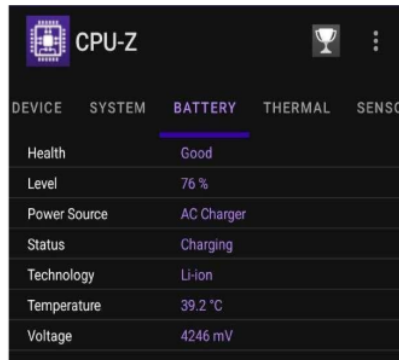 CPU-Z
DEVICE SYSTEM BATTERY THERMAL SENSO
Health Good
Level 76 %
Power Source AC Charger
Status Charging
Technology Li-ion
Temperature 39.2 °C
Voltage 4246 mV